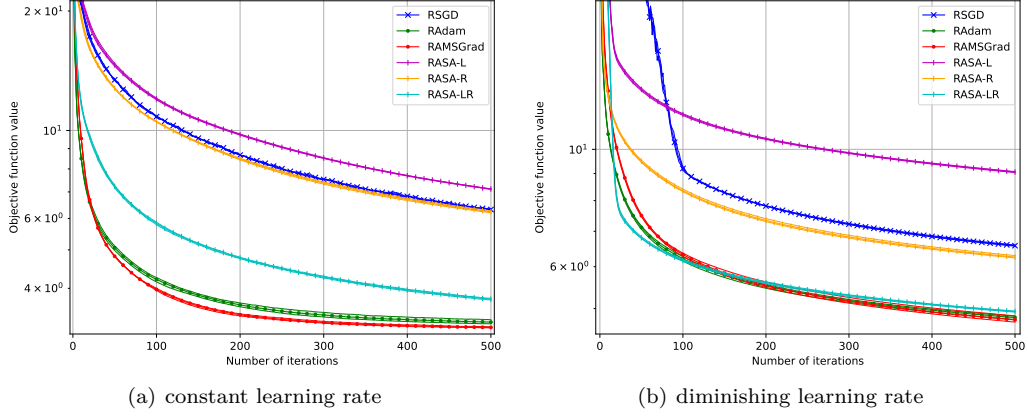 2 × 10¹
10¹
6 × 10⁰
4 × 10⁰
Objective function value
0 100 200 300 400 500
Number of iterations
RSGD
RAdam
RAMSGrad
RASA-L
RASA-R
RASA-LR
(a) constant learning rate
10¹
6 × 10⁰
Objective function value
0 100 200 300 400 500
Number of iterations
RSGD
RAdam
RAMSGrad
RASA-L
RASA-R
RASA-LR
(b) diminishing learning rate